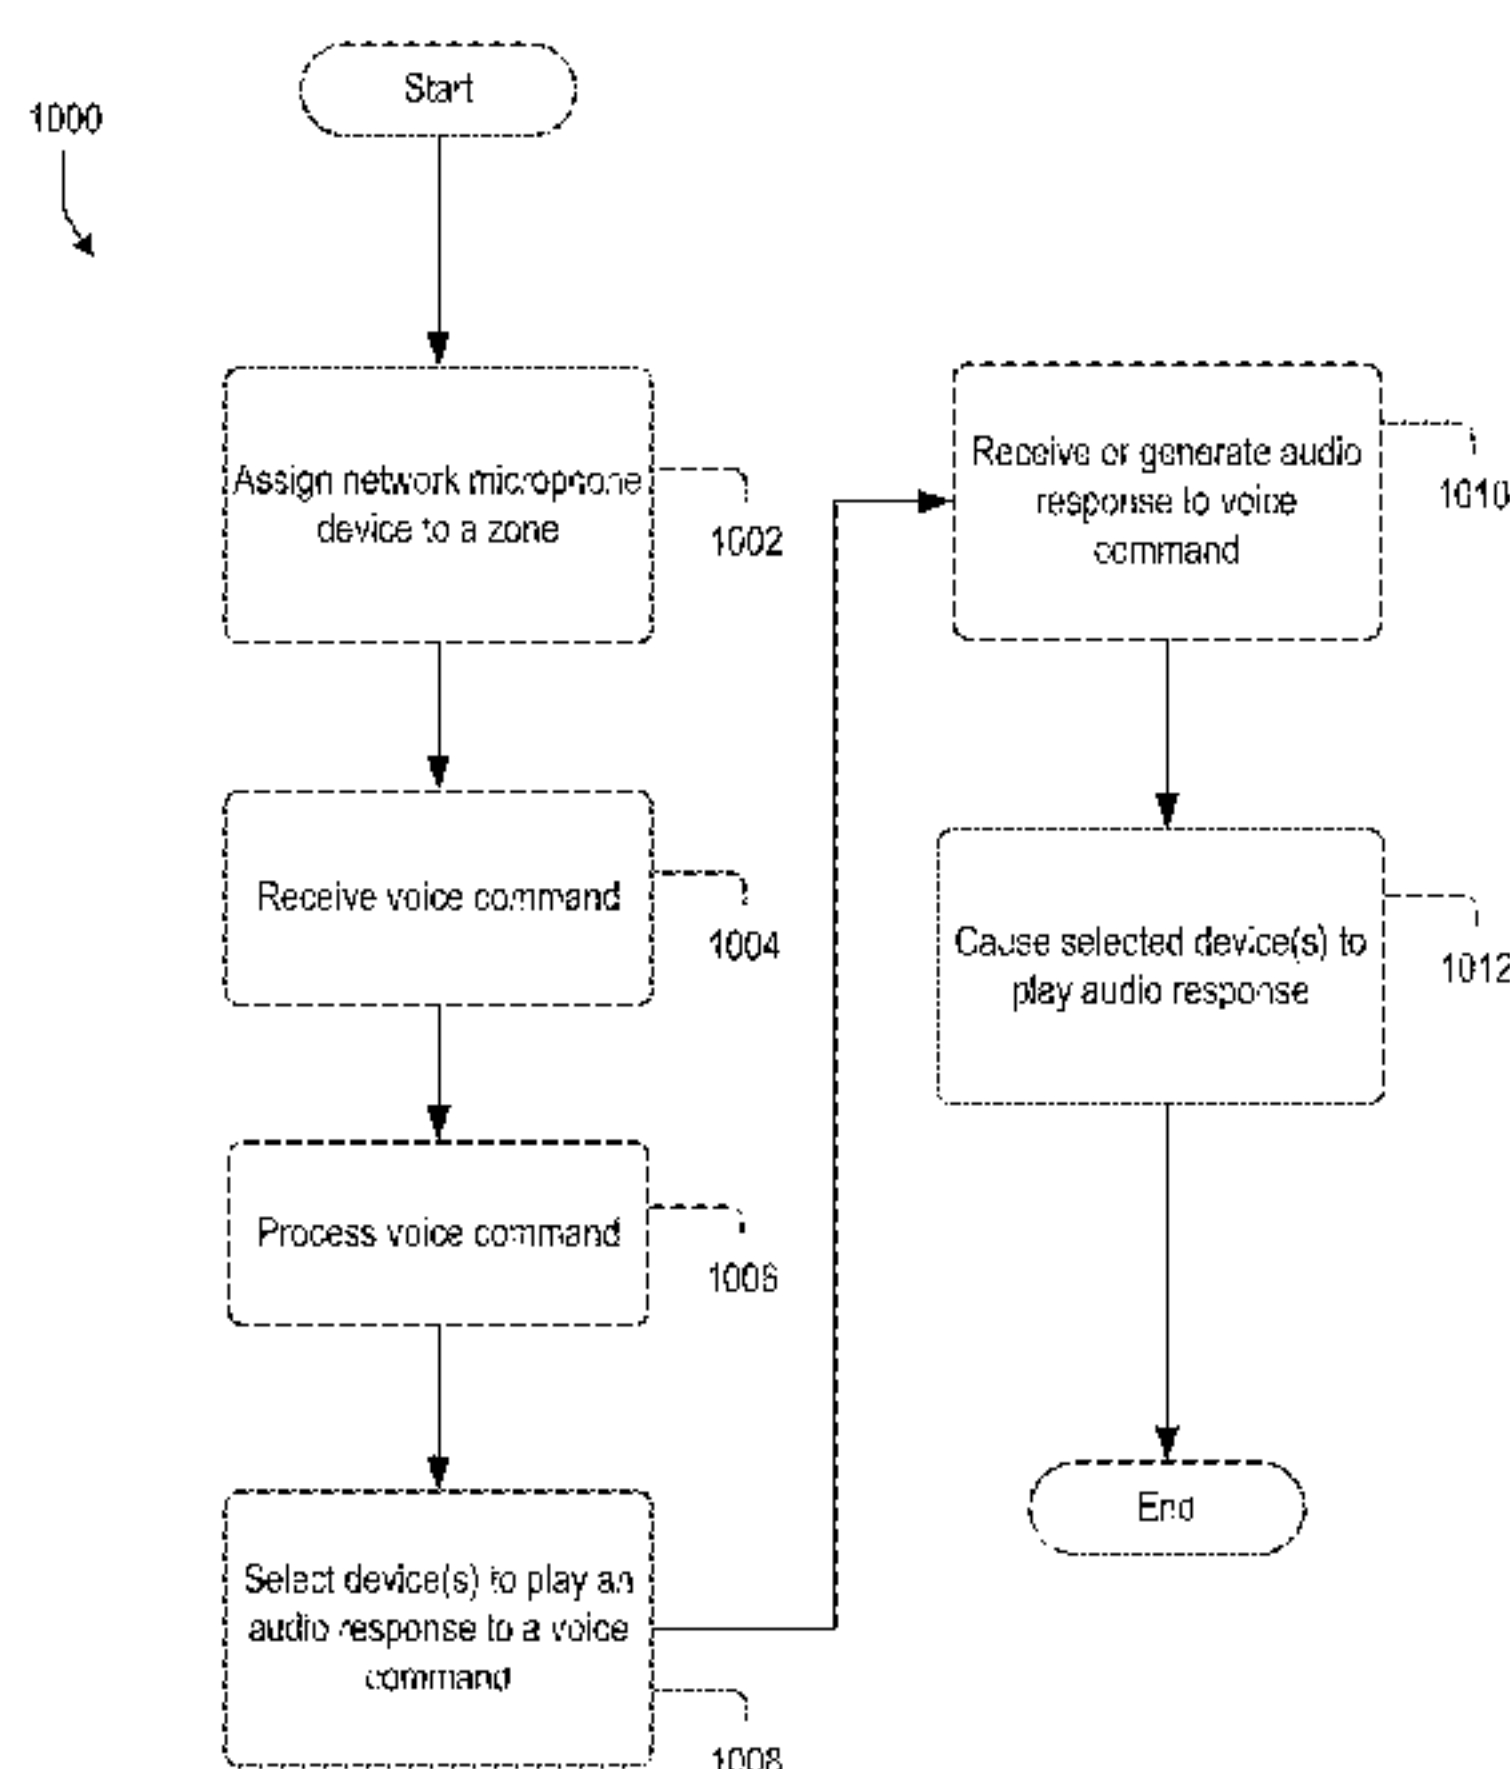 Start
1000
Assign network microphone
device to a zone
1002
Receive voice command
1004
Process voice command
1006
Select device(s) to play an
audio response to a voice
command
1008
Receive or generate audio
response to voice
command
1010
Cause selected device(s) to
play audio response
1012
End